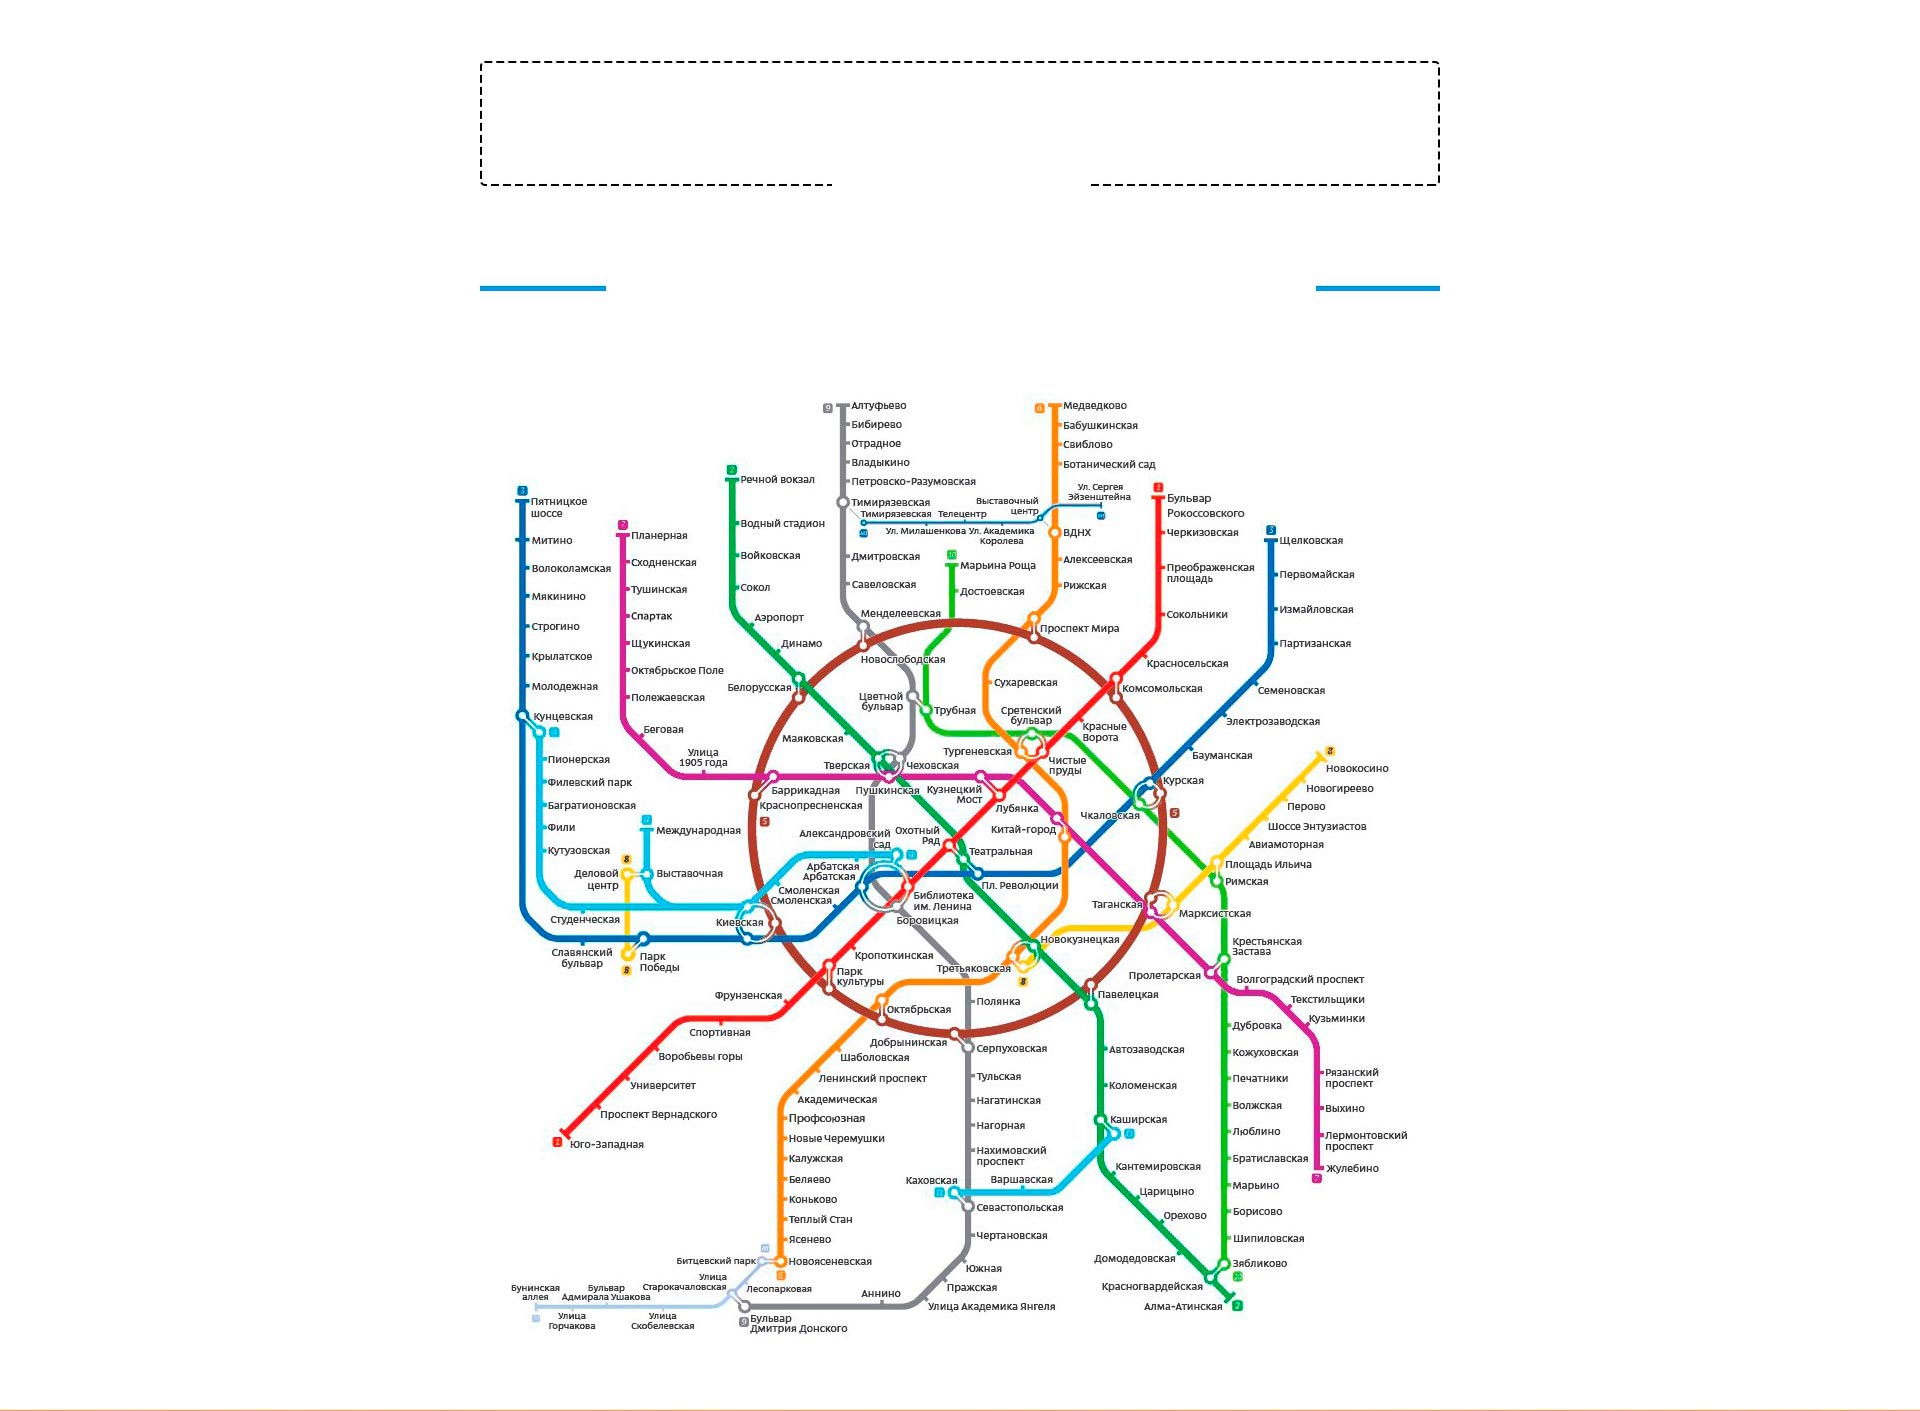 9
Алтуфьево
Бибирево
Отрадное
Владыкино
Петровско-Разумовская
Тимирязевская
Дмитровская
Савеловская
Менделеевская
Новослободская
Цветной
бульвар
Чеховская
6
Медведково
Бабушкинская
Свиблово
Ботанический сад
ВДНХ
Алексеевская
Рижская
Проспект Мира
Сухаревская
Тургеневская
Ул. Сергея
Эйзенштейна
Выставочный
центр
Тимирязевская
Телецентр
Ул. Милашенкова
Ул. Академика
Королева
2
Речной вокзал
Водный стадион
Войковская
Сокол
Аэропорт
Динамо
Белорусская
Маяковская
Тверская
3
Пятницкое
шоссе
Митино
Волоколамская
Мякинино
Строгино
Крылатское
Молодежная
Кунцевская
4
Пионерская
Филевский парк
Багратионовская
Фили
Кутузовская
Студенческая
Славянский
бульвар
7
Планерная
Сходненская
Тушинская
Спартак
Щукинская
Октябрьское Поле
Полежаевская
Беговая
Улица
1905 года
Баррикадная
Краснопресненская
5
Пушкинская
Кузнецкий
Мост
Лубянка
Китай-город
10
Марьина Роща
Достоевская
Трубная
Сретенский
бульвар
Чистые
пруды
Красные
Ворота
1
Бульвар
Рокоссовского
Черкизовская
Преображенская
площадь
Сокольники
Красносельская
Комсомольская
3
Щелковская
Первомайская
Измайловская
Партизанская
Семеновская
Электрозаводская
Бауманская
Курская
Чкаловская
5
8
Новокосино
Новогиреево
Перово
Шоссе Энтузиастов
Авиамоторная
Площадь Ильича
Римская
Таганская
Марксистская
4
Международная
Выставочная
8
Деловой
центр
Парк
Победы
8
Киевская
Александровский
сад
4
Охотный
Ряд
Театральная
Арбатская
Арбатская
Смоленская
Смоленская
Пл. Революции
Библиотека
им. Ленина
Боровицкая
Кропоткинская
Парк
культуры
Фрунзенская
Спортивная
Воробьевы горы
Университет
Проспект Вернадского
1
Юго-Западная
Новокузнецкая
Третьяковская
8
Октябрьская
Добрынинская
Полянка
Серпуховская
Павелецкая
Крестьянская
Застава
Пролетарская
Волгоградский проспект
Текстильщики
Кузьминки
Рязанский
проспект
Выхино
Лермонтовский
проспект
Жулебино
7
Дубровка
Кожуховская
Печатники
Волжская
Люблино
Братиславская
Марьино
Борисово
Шипиловская
Зябликово
10
Автозаводская
Коломенская
Каширская
11
Кантемировская
Царицыно
Орехово
Домодедовская
Красногвардейская
Алма-Атинская
2
Шаболовская
Ленинский проспект
Академическая
Профсоюзная
Новые Черемушки
Калужская
Беляево
Коньково
Теплый Стан
Ясенево
Новоясеневская
6
Тульская
Нагатинская
Нагорная
Нахимовский
проспект
Варшавская
Каховская
11
Севастопольская
Чертановская
Южная
Пражская
Улица Академика Янгеля
Аннино
Битцевский парк
Улица
Старокачаловская
Лесопарковая
9
Бульвар
Дмитрия Донского
Бунинская
аллея
Бульвар
Адмирала Ушакова
Улица
Горчакова
Улица
Скобелевская